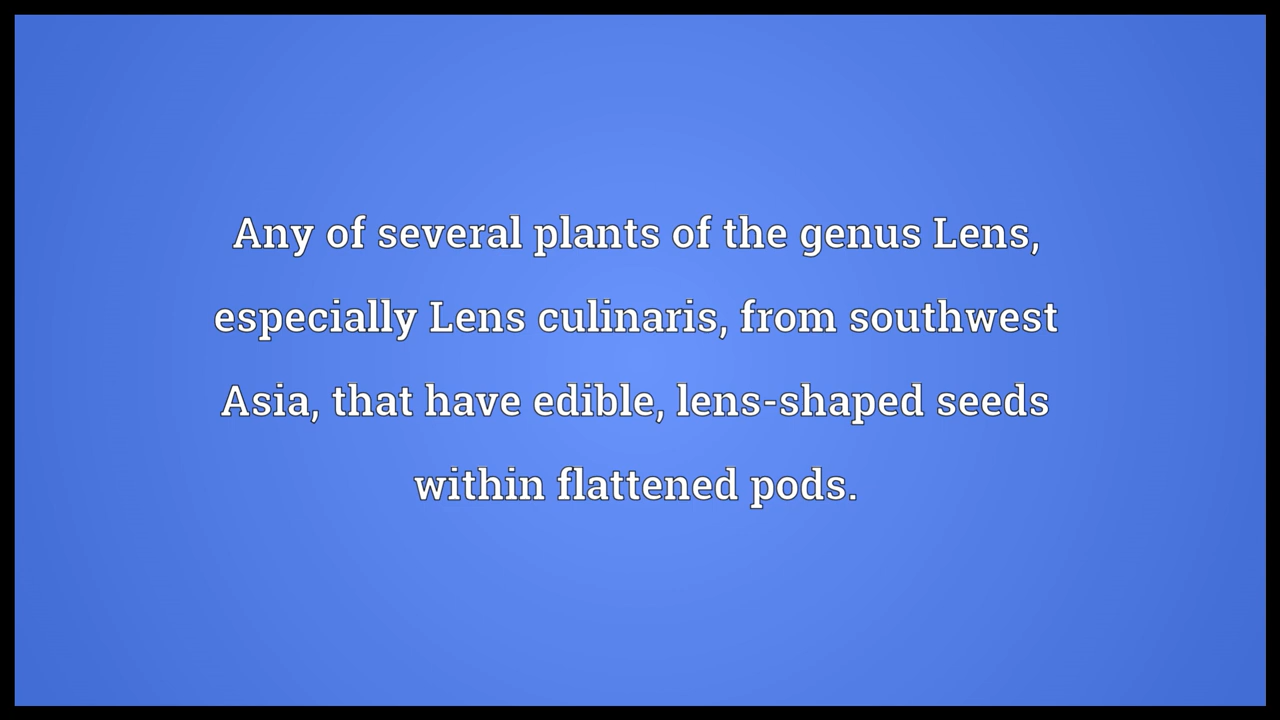 Any of several plants of the genus Lens,
especially Lens culinaris, from southwest
Asia, that have edible, lens-shaped seeds
within flattened pods.